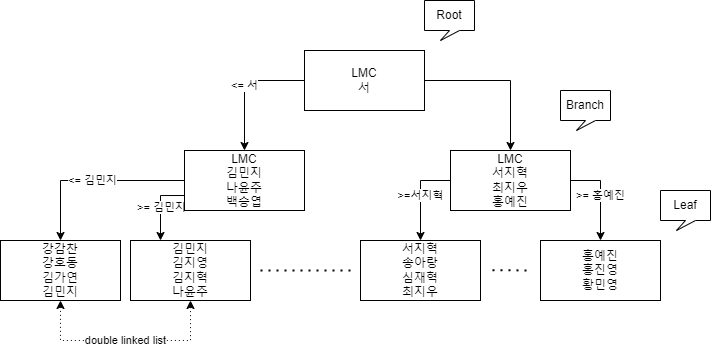 Root
LMC
서
<= 서
Branch
LMC
김민지
나윤주
백승엽
LMC
서지혁
최지우
홍예진
<= 김민지
>= 김민지
>=서지혁
>= 홍예진
Leaf
강감찬
강호동
김가연
김민지
김민지
김지영
김지혁
나윤주
서지혁
송아랑
심재혁
최지우
홍예진
홍진영
황민영
double linked list